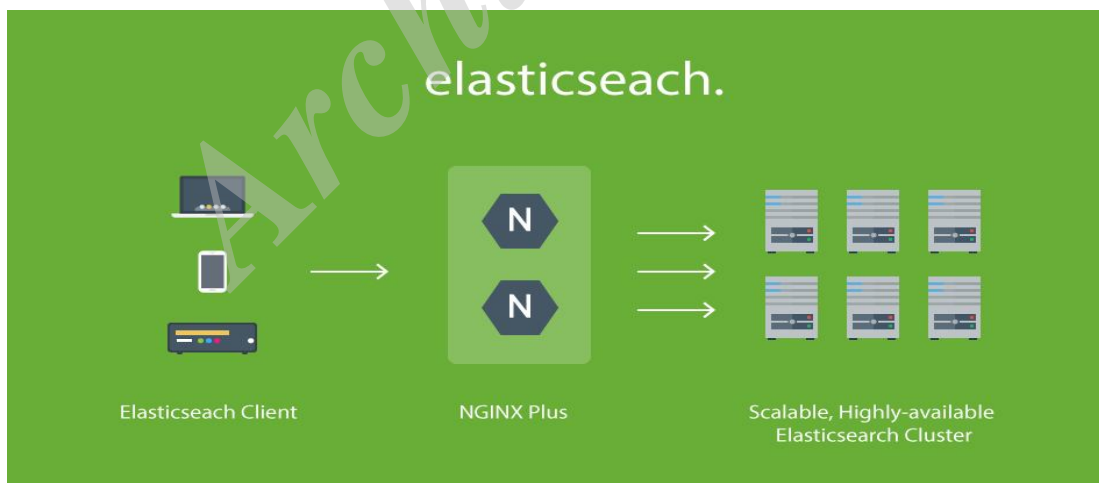 elasticseach.
N
N
Elasticseach Client
NGINX Plus
Scalable, Highly-available
Elasticsearch Cluster